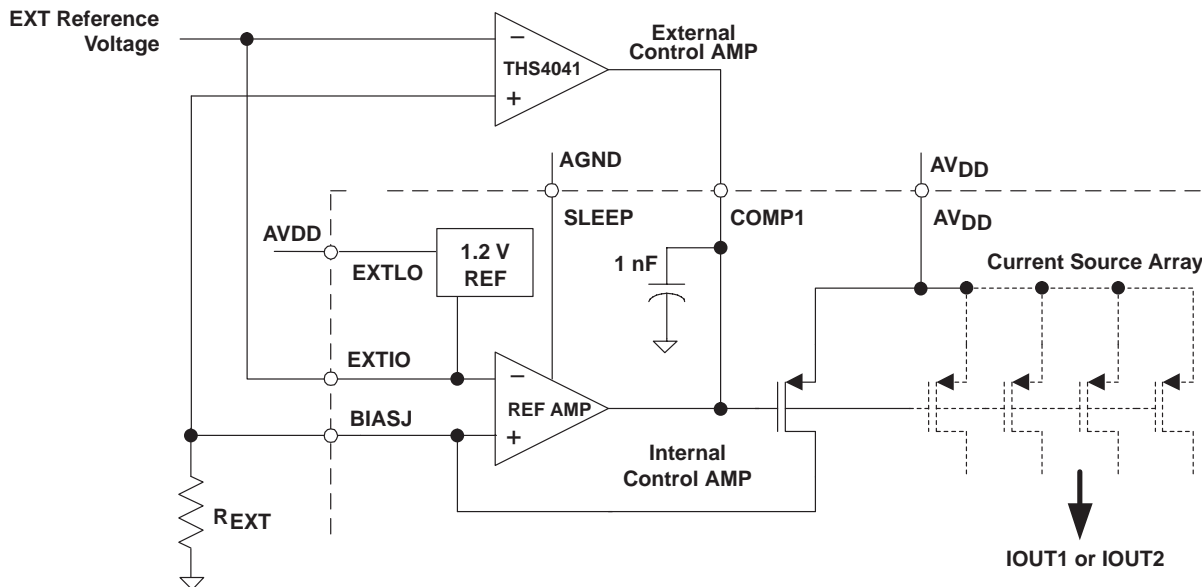 EXT Reference
Voltage
−
THS4041
+
External
Control AMP
AGND
AVDD
SLEEP
COMP1
AVDD
AVDD
EXTLO
1.2 V
REF
1 nF
Current Source Array
EXTIO
−
REF AMP
+
BIASJ
Internal
Control AMP
REXT
IOUT1 or IOUT2